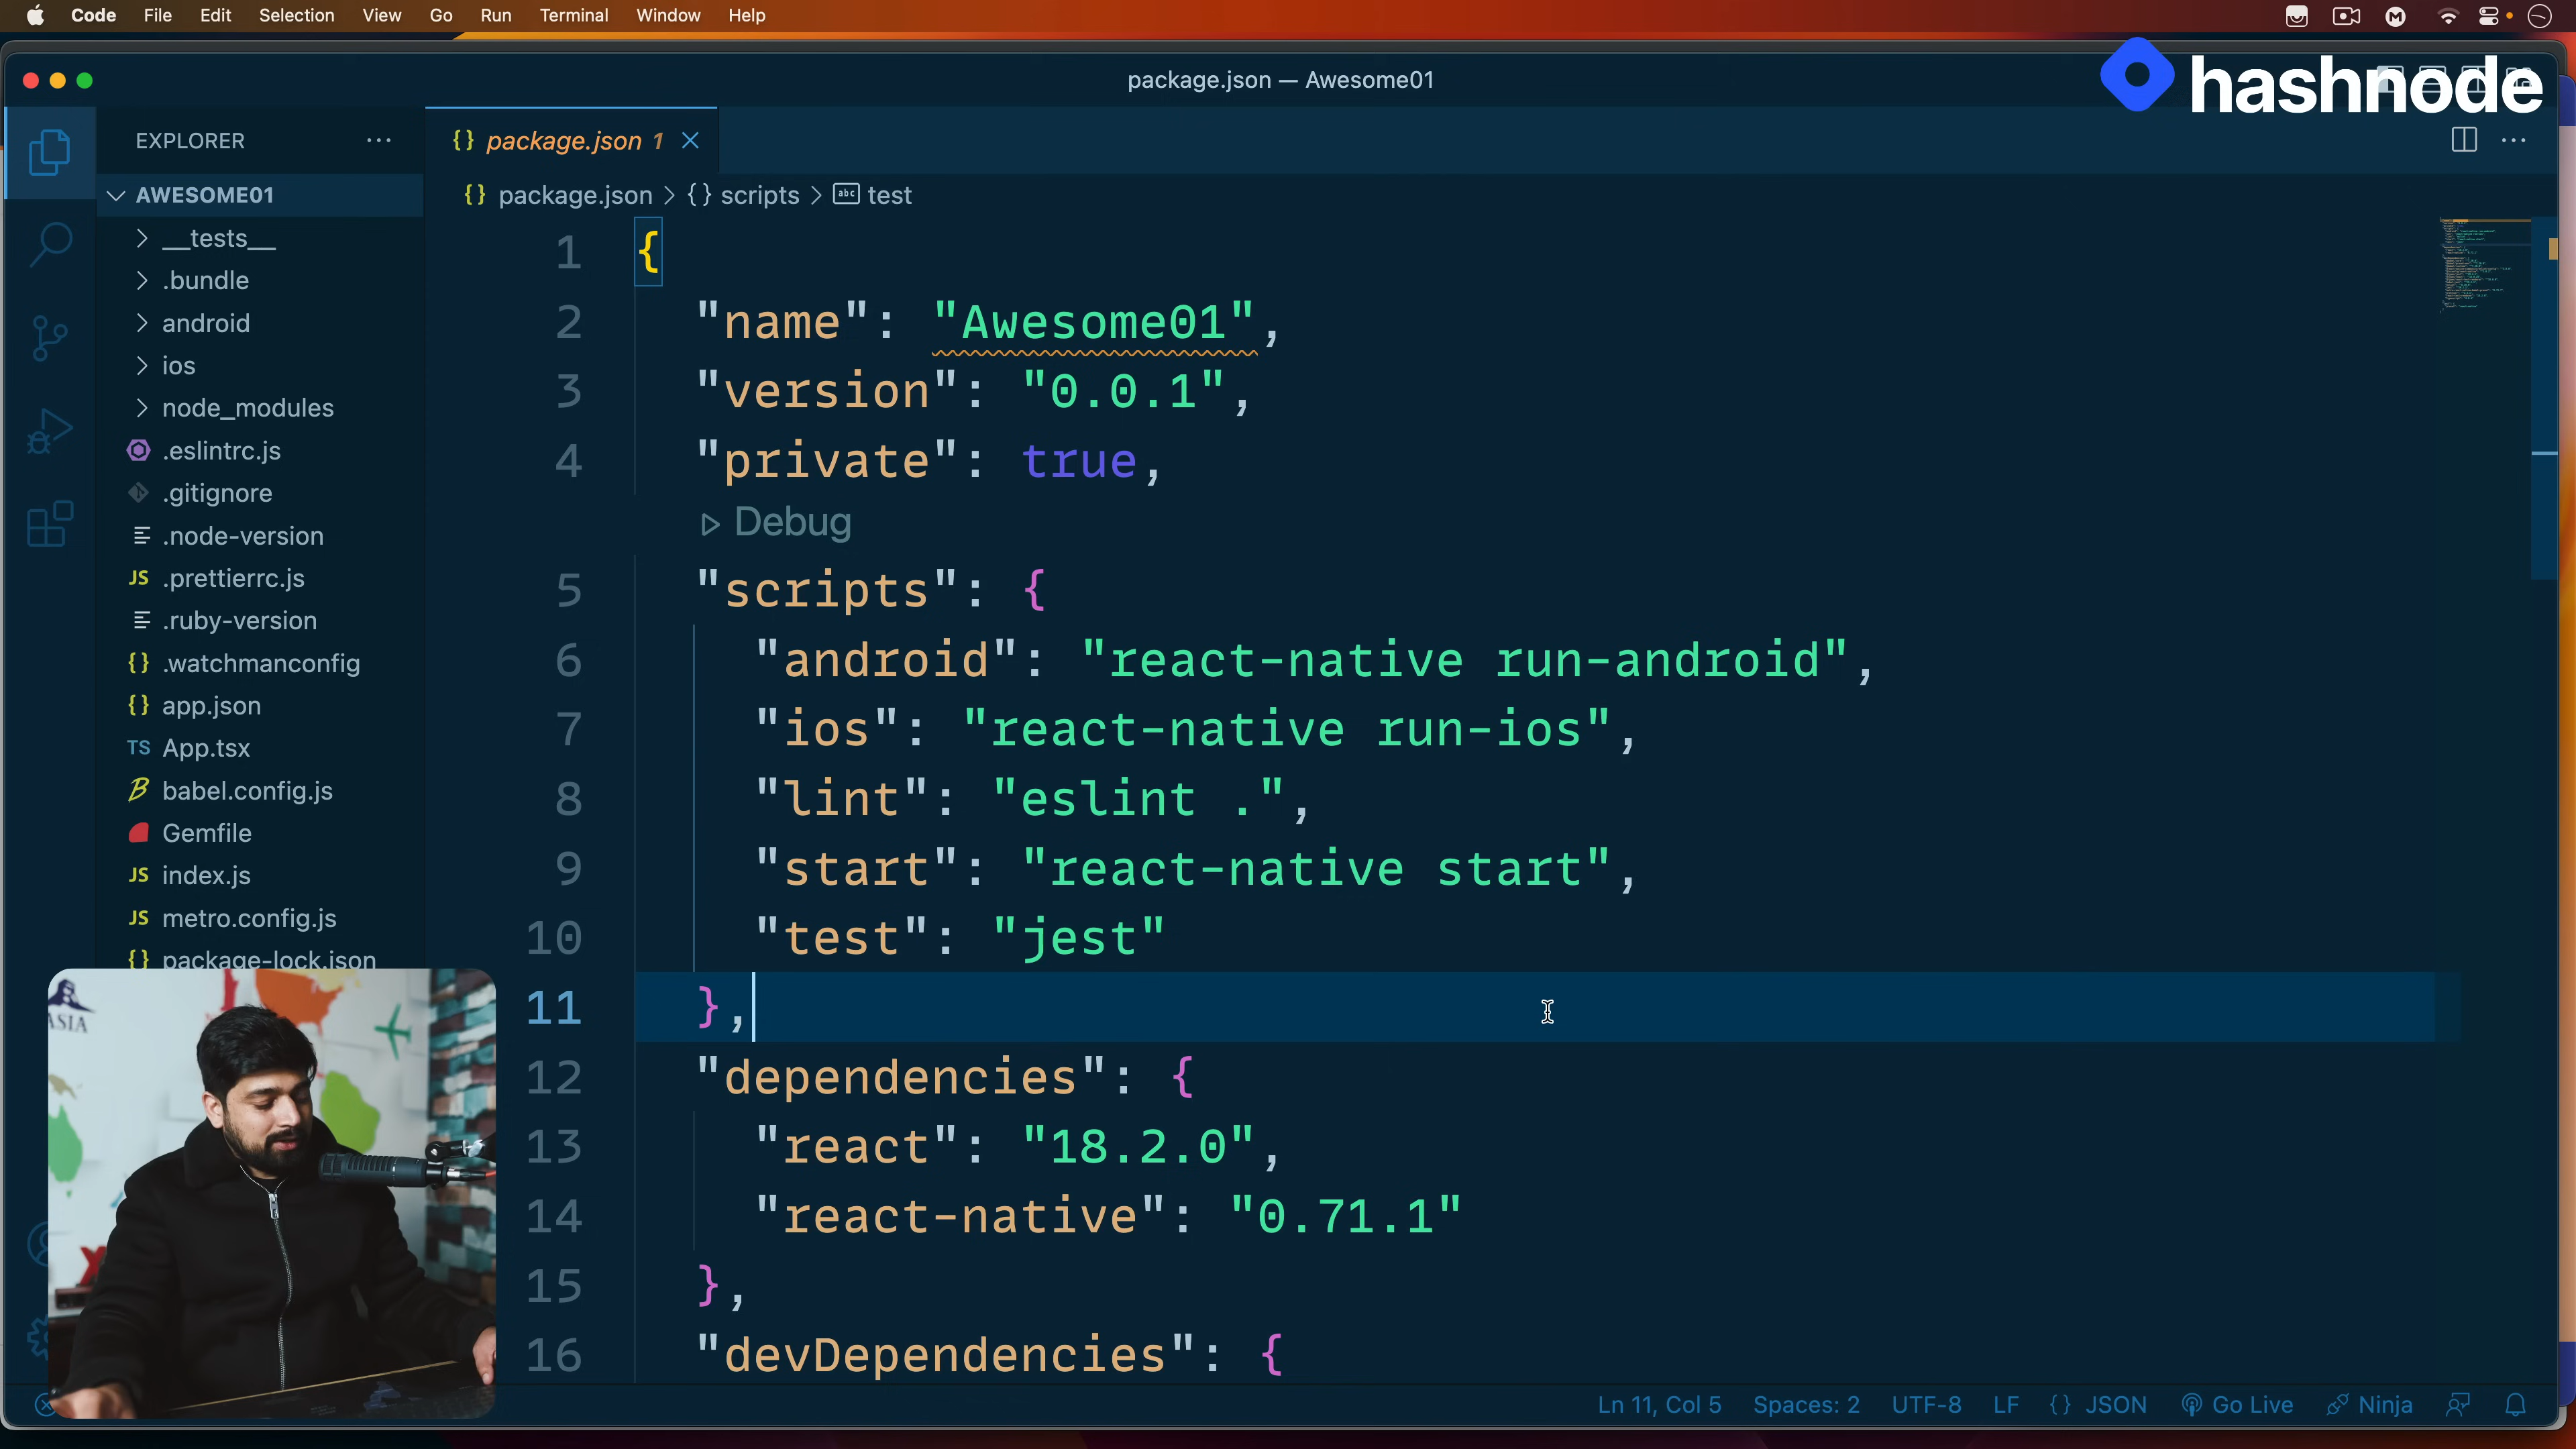 Code File Edit Selection View Go Run Terminal Window Help
package.json — Awesome01
hashnode
EXPLORER
package.json 1
AWESOME01
package.json > {} scripts > abc test
__tests__
.bundle
android
ios
node_modules
.eslintrc.js
.gitignore
.node-version
JS .prettierrc.js
.ruby-version
{} .watchmanconfig
{} app.json
TS App.tsx
babel.config.js
Gemfile
JS index.js
JS metro.config.js
{} package-lock.json
1 {
2 "name": "Awesome01",
3 "version": "0.0.1",
4 "private": true,
Debug
5 "scripts": {
6 "android": "react-native run-android",
7 "ios": "react-native run-ios",
8 "lint": "eslint .",
9 "start": "react-native start",
10 "test": "jest"
11 },
12 "dependencies": {
13 "react": "18.2.0",
14 "react-native": "0.71.1"
15 },
16 "devDependencies": {
ASIA
Ln 11, Col 5 Spaces: 2 UTF-8 LF {} JSON Go Live Ninja